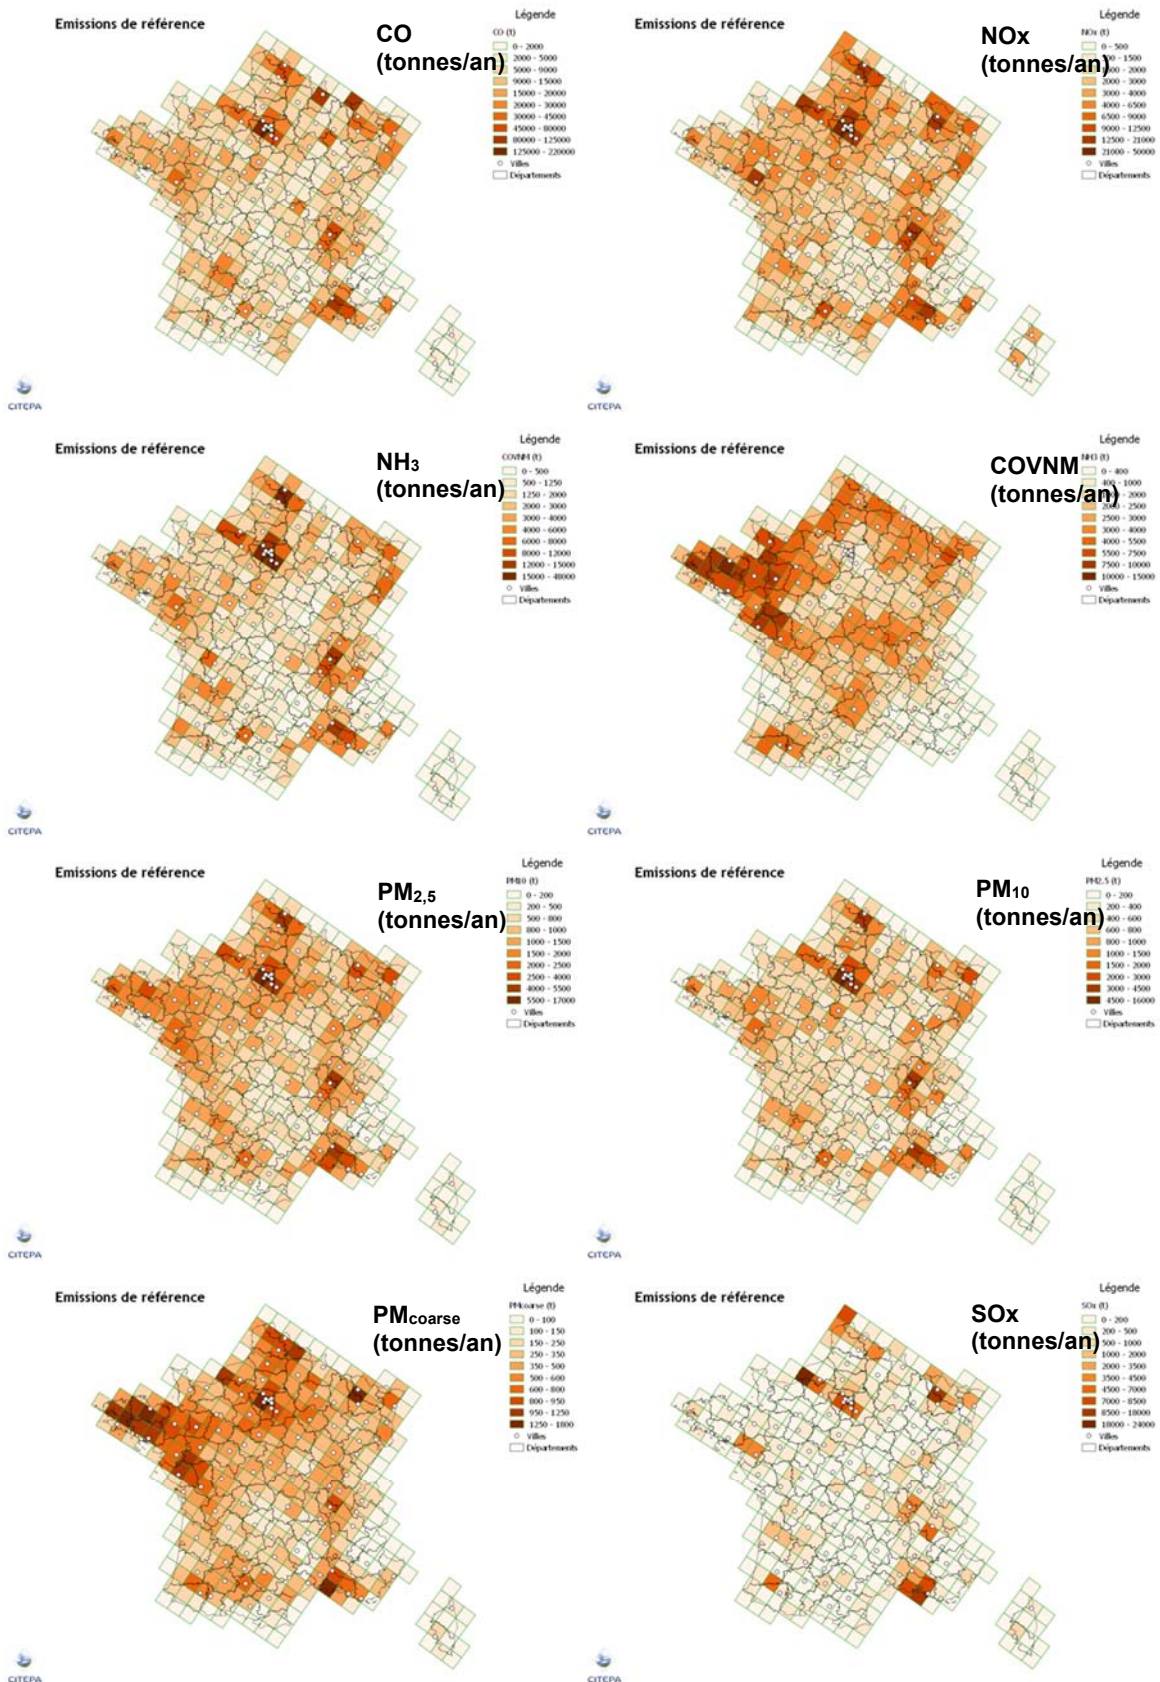 Emissions de référence
CO
(tonnes/an)
Légende
CO (t)
0 - 2000
2000 - 5000
5000 - 9000
9000 - 15000
15000 - 20000
20000 - 30000
30000 - 45000
45000 - 80000
80000 - 125000
125000 - 220000
Villes
Départements
CITEPA
Emissions de référence
NOx
(tonnes/an)
Légende
NOx (t)
0 - 500
500 - 1500
- 2000
2000 - 3000
3000 - 4000
4000 - 6500
6500 - 9000
9000 - 12500
12500 - 21000
21000 - 50000
Villes
Départements
CITEPA
Emissions de référence
NH3
(tonnes/an)
Légende
COVNM (t)
0 - 500
500 - 1250
1250 - 2000
2000 - 3000
3000 - 4000
4000 - 6000
6000 - 8000
8000 - 12000
12000 - 15000
15000 - 48000
Villes
Départements
CITEPA
Emissions de référence
COVNM
(tonnes/an)
Légende
NH3 (t)
0 - 400
400 - 1000
- 2000
2000 - 2500
2500 - 3000
3000 - 4000
4000 - 5500
5500 - 7500
7500 - 10000
10000 - 15000
Villes
Départements
CITEPA
Emissions de référence
PM2,5
(tonnes/an)
Légende
PM10 (t)
0 - 200
200 - 500
500 - 800
800 - 1000
1000 - 1500
1500 - 2000
2000 - 2500
2500 - 4000
4000 - 5500
5500 - 17000
Villes
Départements
CITEPA
Emissions de référence
PM10
(tonnes/an)
Légende
PM2.5 (t)
0 - 200
200 - 400
400 - 600
600 - 800
800 - 1000
1000 - 1500
1500 - 2000
2000 - 3000
3000 - 4500
4500 - 16000
Villes
Départements
CITEPA
Emissions de référence
PMcoarse
(tonnes/an)
Légende
PMcoarse (t)
0 - 100
100 - 150
150 - 250
250 - 350
350 - 500
500 - 600
600 - 800
800 - 950
950 - 1250
1250 - 1800
Villes
Départements
CITEPA
Emissions de référence
SOx
(tonnes/an)
Légende
SOx (t)
0 - 200
200 - 500
500 - 1000
1000 - 2000
2000 - 3500
3500 - 4500
4500 - 7000
7000 - 8500
8500 - 18000
18000 - 24000
Villes
Départements
CITEPA